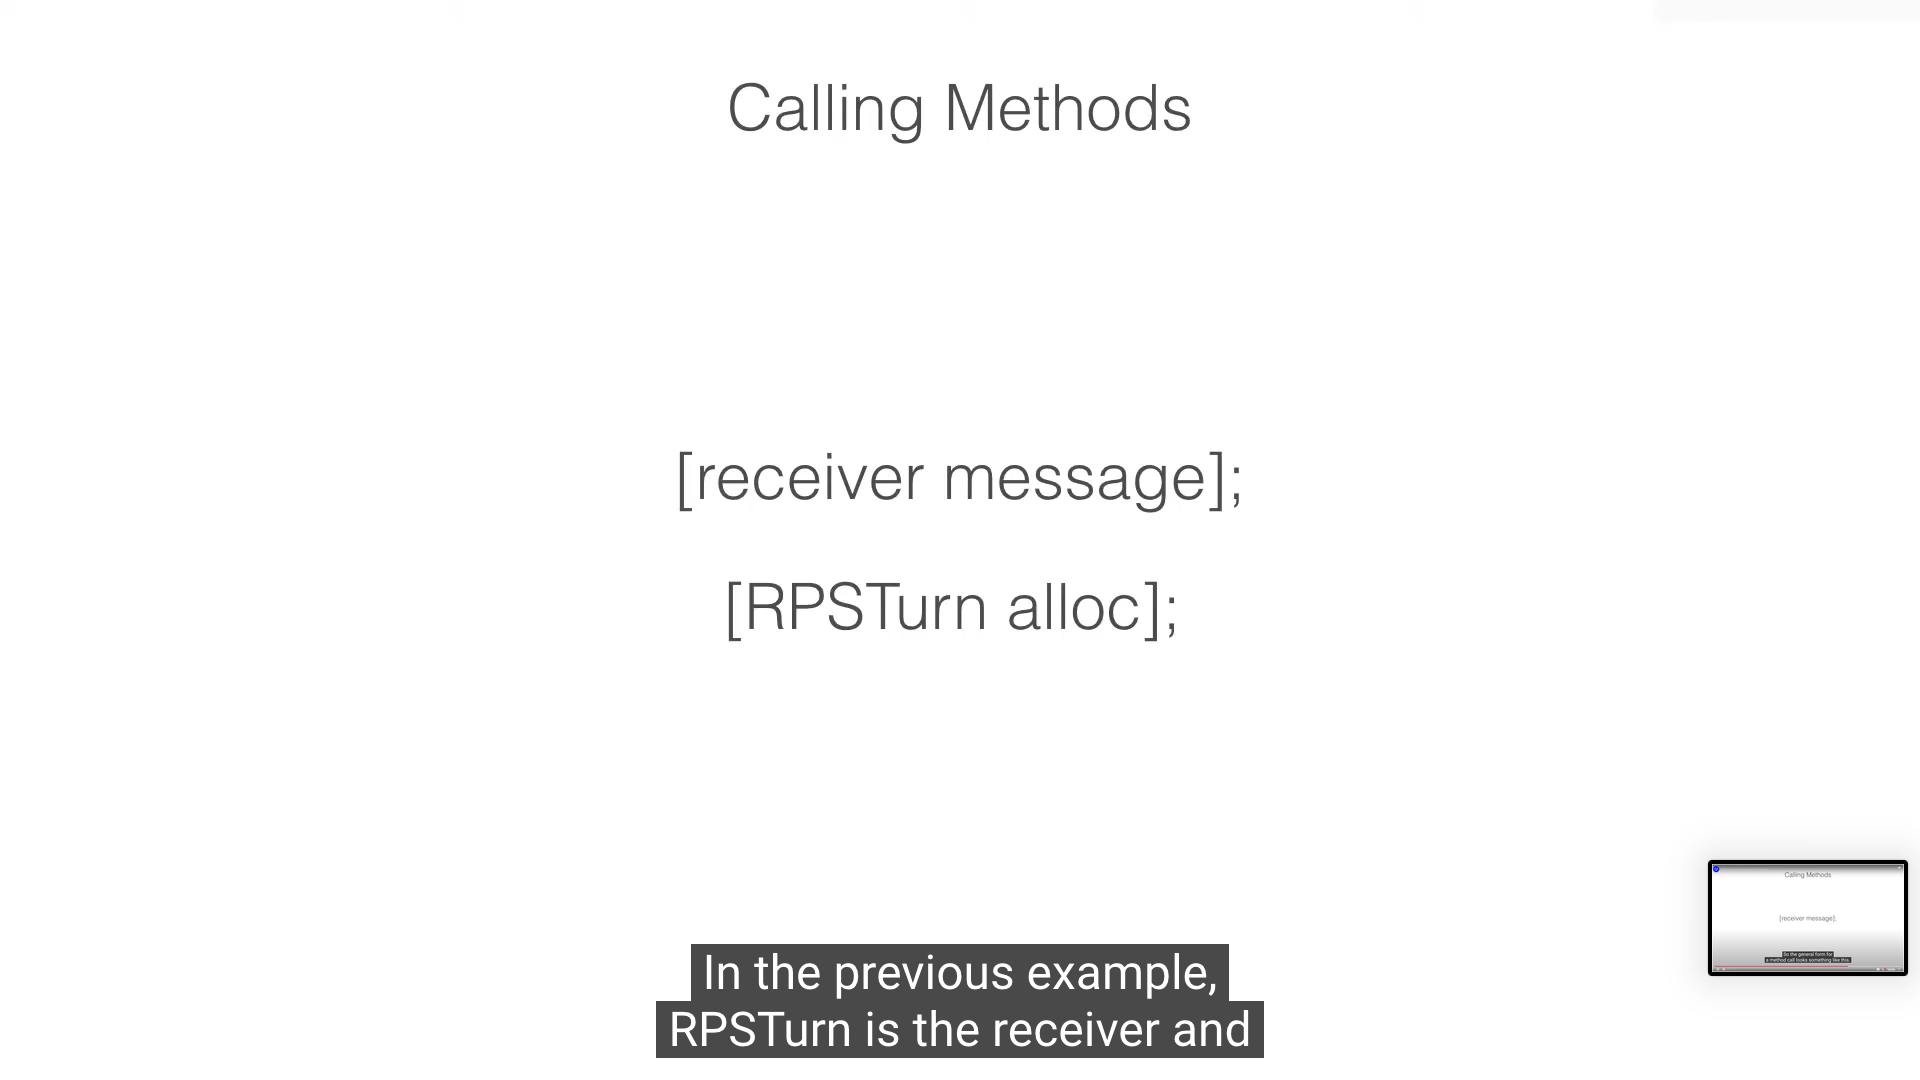 Calling Methods
[receiver message];
[RPSTurn alloc];
Calling Methods
[receiver message];
So the general form for
a method call looks something like this.
In the previous example,
RPSTurn is the receiver and